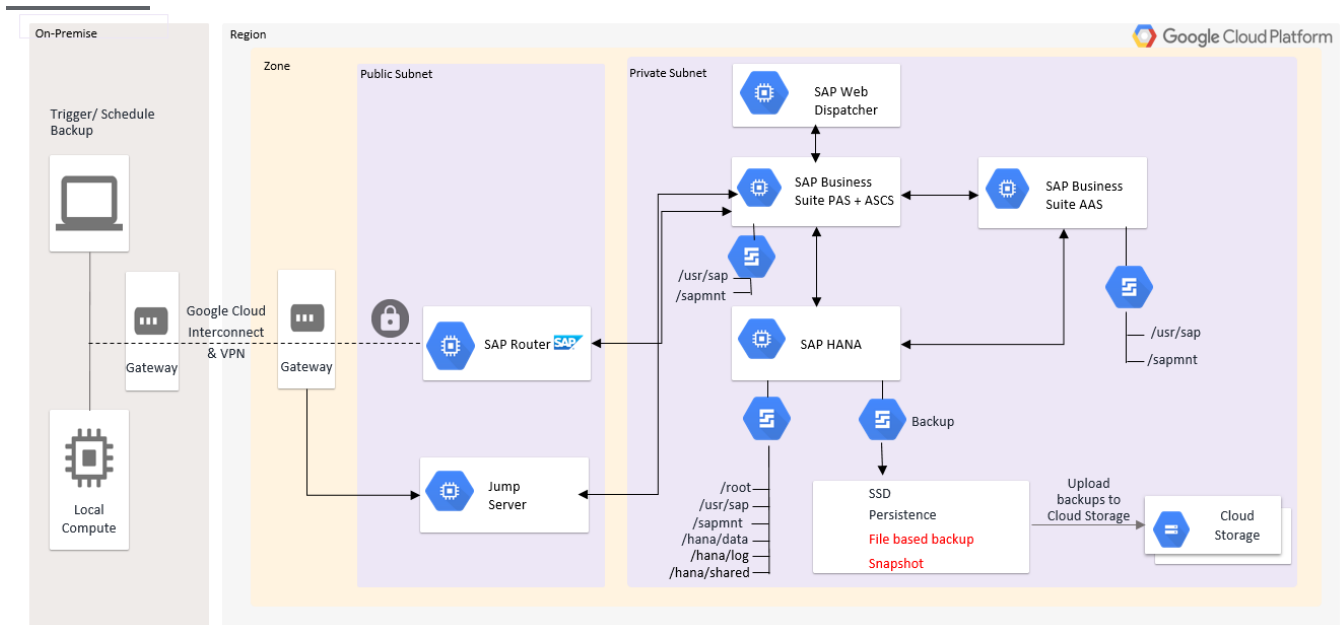 On-Premise
Region
Google Cloud Platform
Zone
Public Subnet
Private Subnet
Trigger/ Schedule
Backup
SAP Web
Dispatcher
SAP Business
Suite PAS + ASCS
SAP Business
Suite AAS
/usr/sap
/sapmnt
Google Cloud
Interconnect
& VPN
Gateway
Gateway
SAP Router
SAP
SAP HANA
/usr/sap
/sapmnt
Backup
Jump
Server
Local
Compute
/root
/usr/sap
/sapmnt
/hana/data
/hana/log
/hana/shared
SSD
Persistence
File based backup
Snapshot
Upload
backups to
Cloud Storage
Cloud
Storage